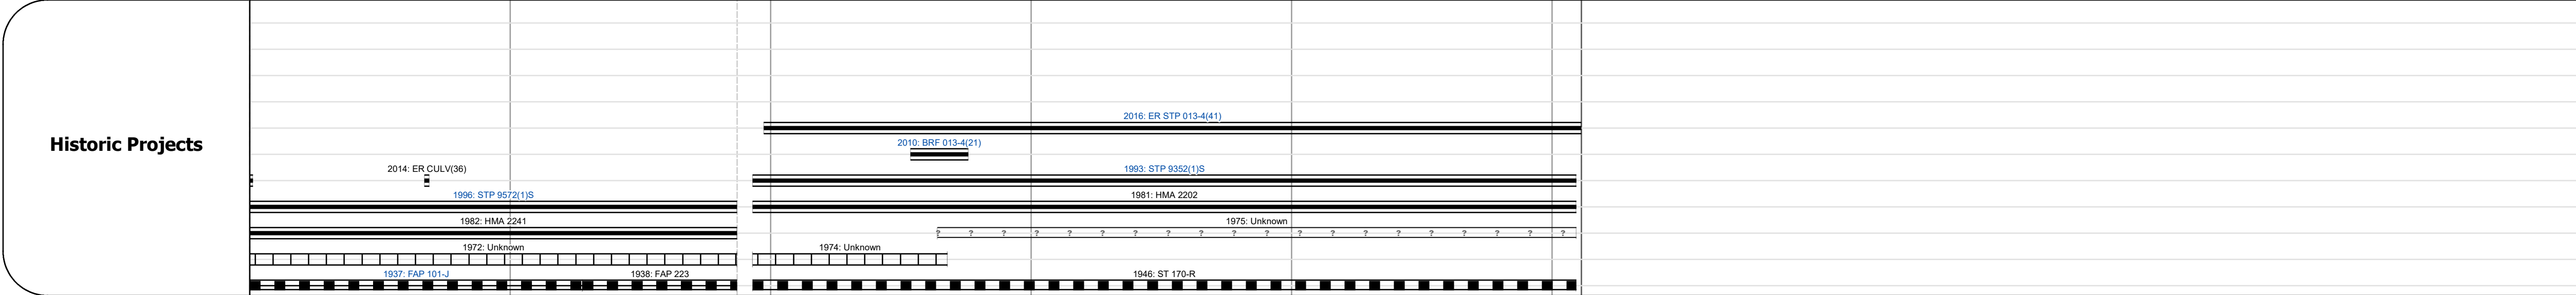 Historic Projects
2016: ER STP 013-4(41)
2010: BRF 013-4(21)
2014: ER CULV(36)
1993: STP 9352(1)S
1996: STP 9572(1)S
1981: HMA 2202
1982: HMA 2241
1975: Unknown
? ? ? ? ? ? ? ? ? ? ? ? ? ? ? ? ? ? ? ?
1972: Unknown
1974: Unknown
1937: FAP 101-J
1938: FAP 223
1946: ST 170-R